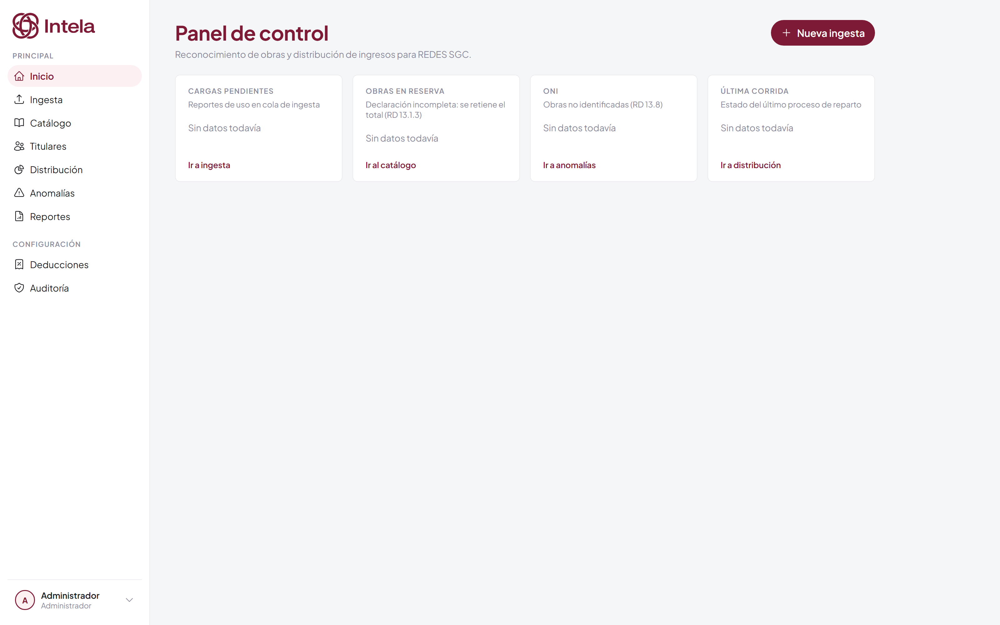 Intela
PRINCIPAL
Inicio
Ingesta
Catálogo
Titulares
Distribución
Anomalías
Reportes
CONFIGURACIÓN
Deducciones
Auditoría
A
Administrador
Administrador
Panel de control
Reconocimiento de obras y distribución de ingresos para REDES SGC.
Nueva ingesta
CARGAS PENDIENTES
Reportes de uso en cola de ingesta
Sin datos todavía
Ir a ingesta
OBRAS EN RESERVA
Declaración incompleta: se retiene el
total (RD 13.1.3)
Sin datos todavía
Ir al catálogo
ONI
Obras no identificadas (RD 13.8)
Sin datos todavía
Ir a anomalías
ÚLTIMA CORRIDA
Estado del último proceso de reparto
Sin datos todavía
Ir a distribución